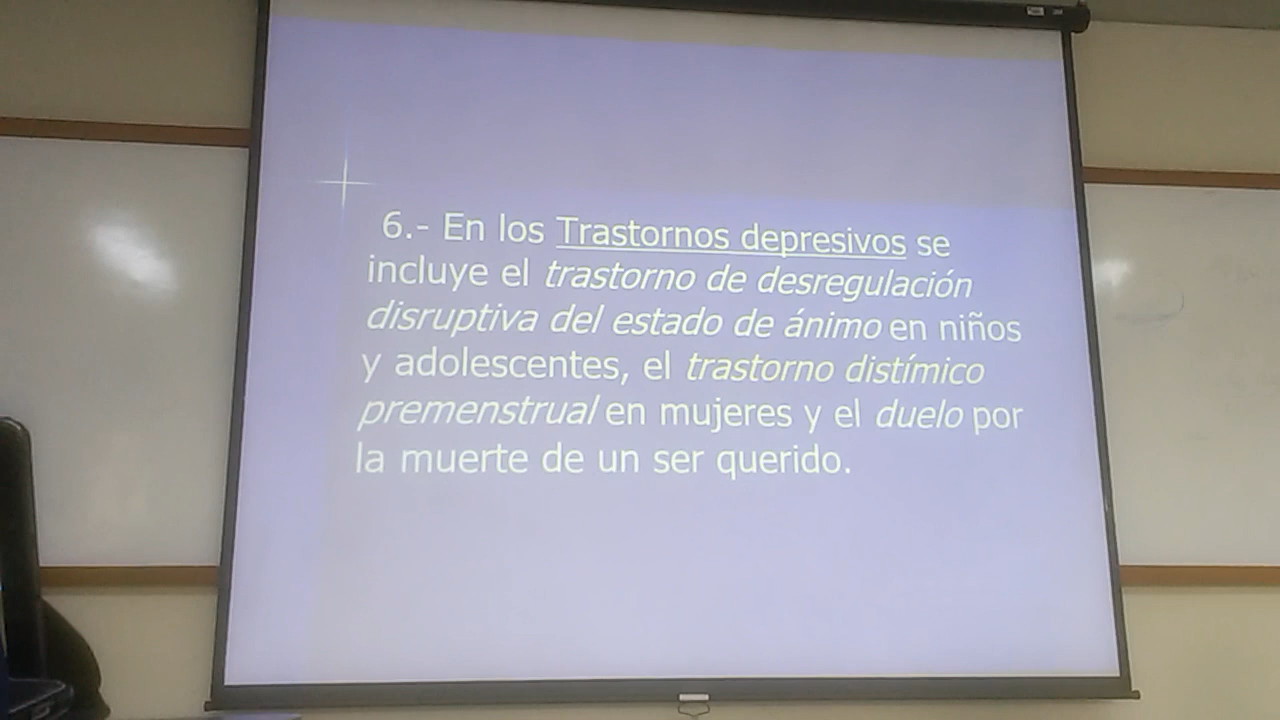 6.- En los Trastornos depresivos se
incluye el trastorno de desregulación
disruptiva del estado de ánimo en niños
y adolescentes, el trastorno distímico
premenstrual en mujeres y el duelo por
la muerte de un ser querido.